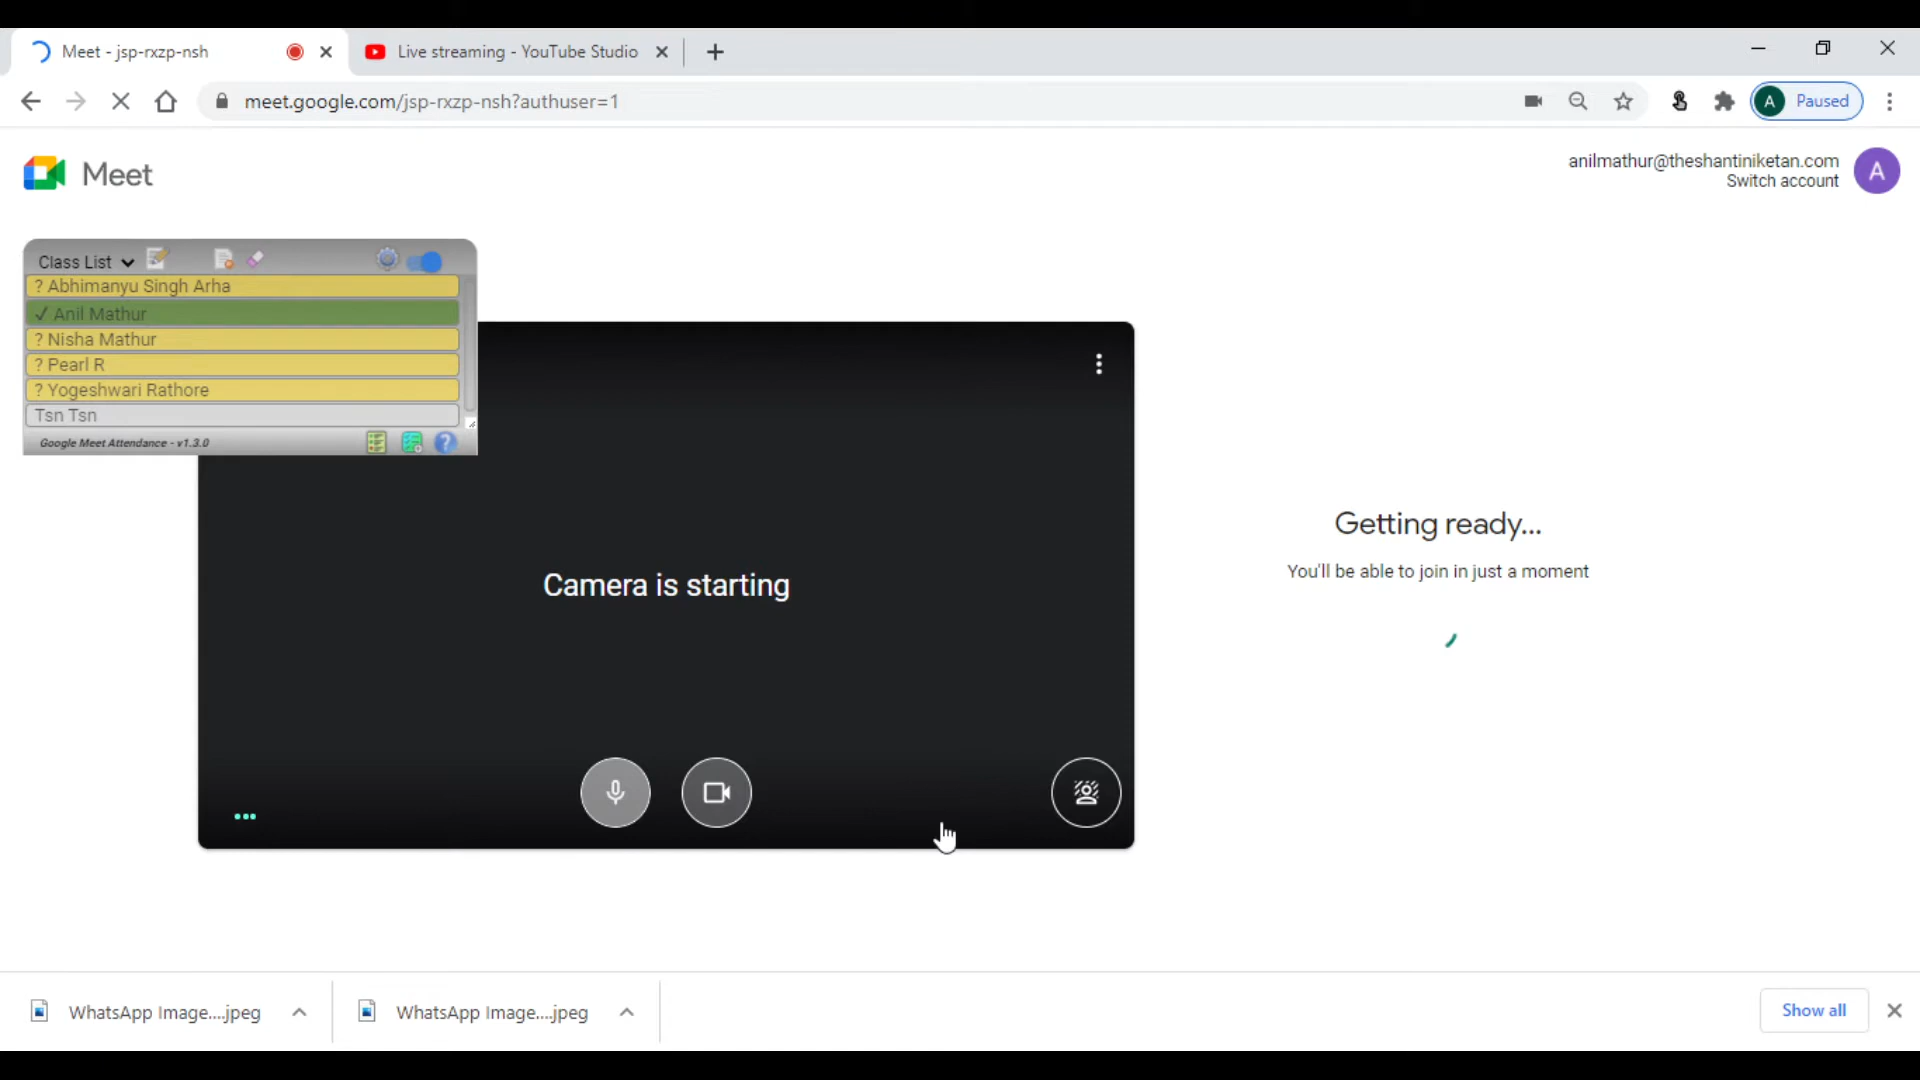 Meet - jsp-rxzp-nsh
Live streaming - YouTube Studio
meet.google.com/jsp-rxzp-nsh?authuser=1
A Paused
Meet
anilmathur@theshantiniketan.com
Switch account
A
Class List
? Abhimanyu Singh Arha
✓ Anil Mathur
? Nisha Mathur
? Pearl R
? Yogeshwari Rathore
Tsn Tsn
Google Meet Attendance - v1.3.0
?
Camera is starting
Getting ready...
You'll be able to join in just a moment
WhatsApp Image....jpeg
WhatsApp Image....jpeg
Show all